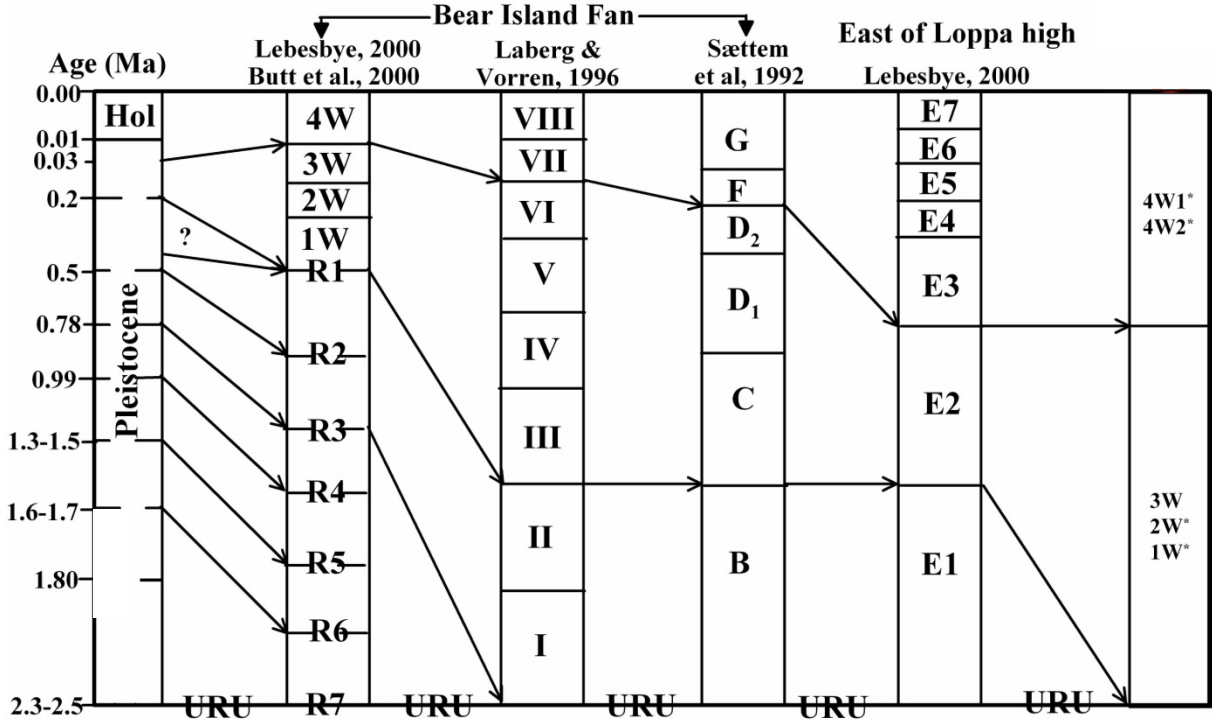 Bear Island Fan
Age (Ma)
Lebesbye, 2000
Butt et al., 2000
Laberg &
Vorren, 1996
Sættem
et al, 1992
East of Loppa high
Lebesbye, 2000
0.00
0.01
0.03
0.2
0.5
0.78
0.99
1.3-1.5
1.6-1.7
1.80
2.3-2.5
Hol
Pleistocene
?
URU
4W
3W
2W
1W
R1
R2
R3
R4
R5
R6
R7
URU
VIII
VII
VI
V
IV
III
II
I
URU
G
F
D2
D1
C
B
URU
E7
E6
E5
E4
E3
E2
E1
URU
4W1*
4W2*
3W
2W*
1W*